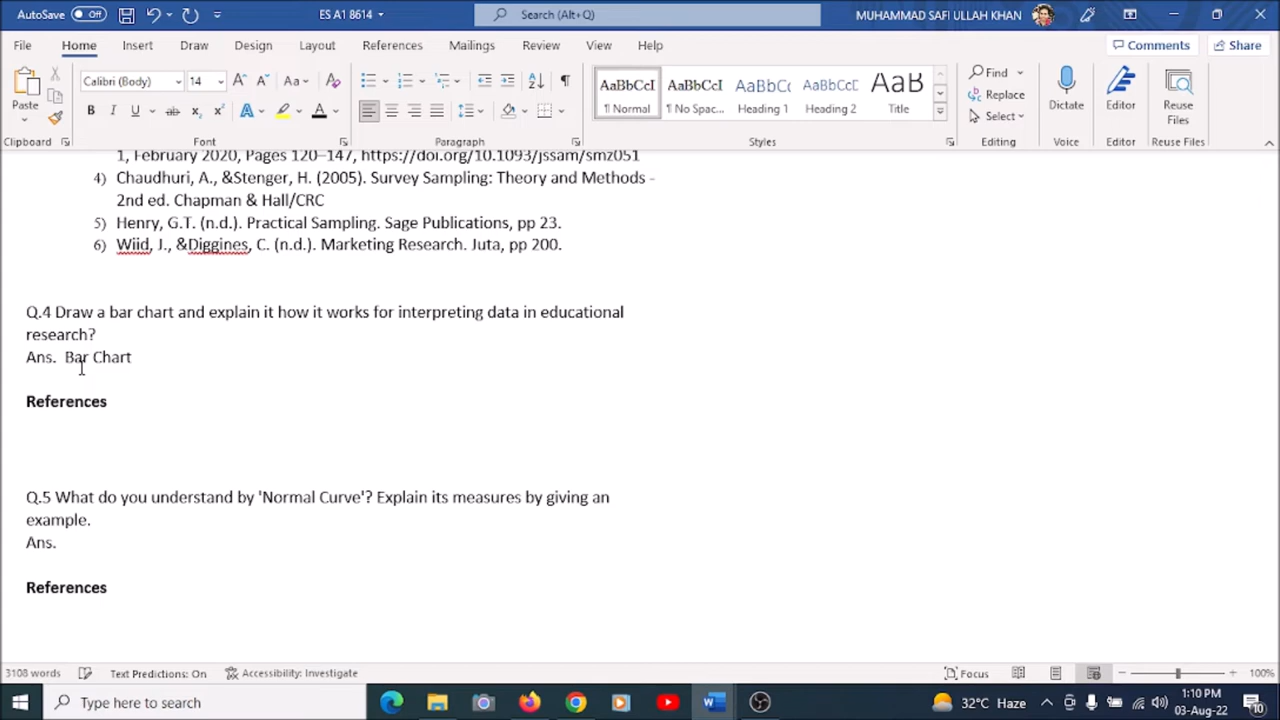 AutoSave Off ES A1 8614 Search (Alt+Q) MUHAMMAD SAFI ULLAH KHAN
File Home Insert Draw Design Layout References Mailings Review View Help Comments Share
Calibri (Body) 14 Aa AaBbCcI AaBbCcI AaBbCc AaBbCcD AaB Find
Paste B I U ab x₂ x² A A ¶ Normal ¶ No Spac... Heading 1 Heading 2 Title Replace Select Dictate Editor Reuse Files
Clipboard Font Paragraph Styles Editing Voice Editor Reuse Files
1, February 2020, Pages 120–147, https://doi.org/10.1093/jssam/smz051
4) Chaudhuri, A., &Stenger, H. (2005). Survey Sampling: Theory and Methods -
2nd ed. Chapman & Hall/CRC
5) Henry, G.T. (n.d.). Practical Sampling. Sage Publications, pp 23.
6) Wiid, J., &Diggines, C. (n.d.). Marketing Research. Juta, pp 200.
Q.4 Draw a bar chart and explain it how it works for interpreting data in educational
research?
Ans. Bar Chart
References
Q.5 What do you understand by 'Normal Curve'? Explain its measures by giving an
example.
Ans.
References
3108 words Text Predictions: On Accessibility: Investigate Focus 100%
Type here to search 32°C Haze 1:10 PM
03-Aug-22 10